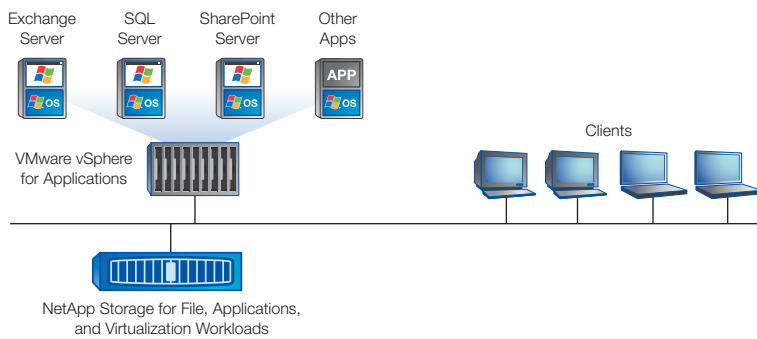 Exchange Server
SQL Server
SharePoint Server
Other Apps
OS
OS
OS
APP
OS
Clients
VMware vSphere
for Applications
NetApp Storage for File, Applications,
and Virtualization Workloads